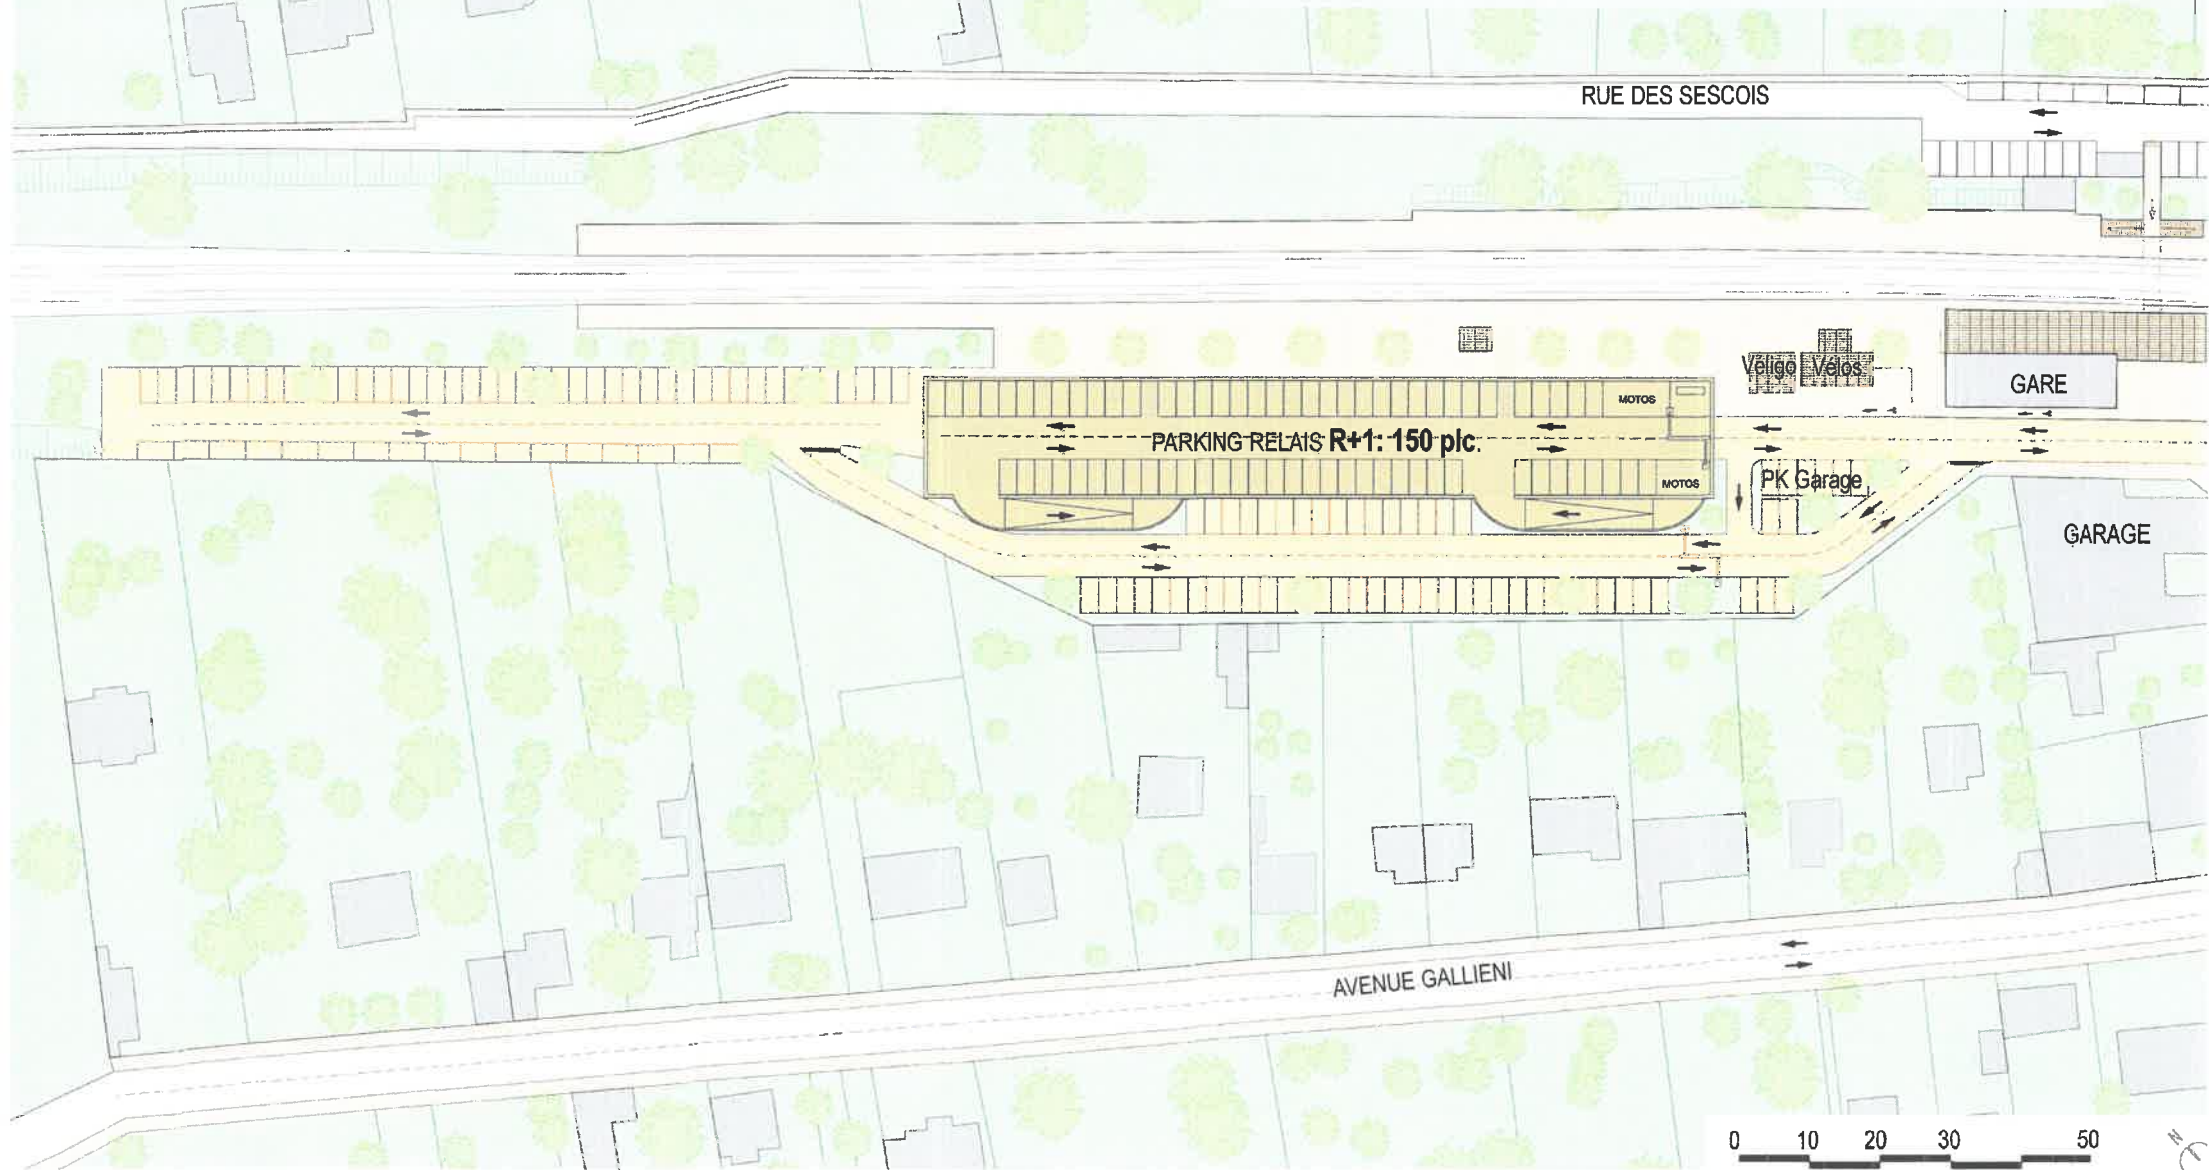 RUE DES SESCOIS
Véligo Vélos
GARE
MOTOS
PARKING RELAIS R+1: 150 plc.
MOTOS
PK Garage
GARAGE
AVENUE GALLIENI
0 10 20 30 50
N